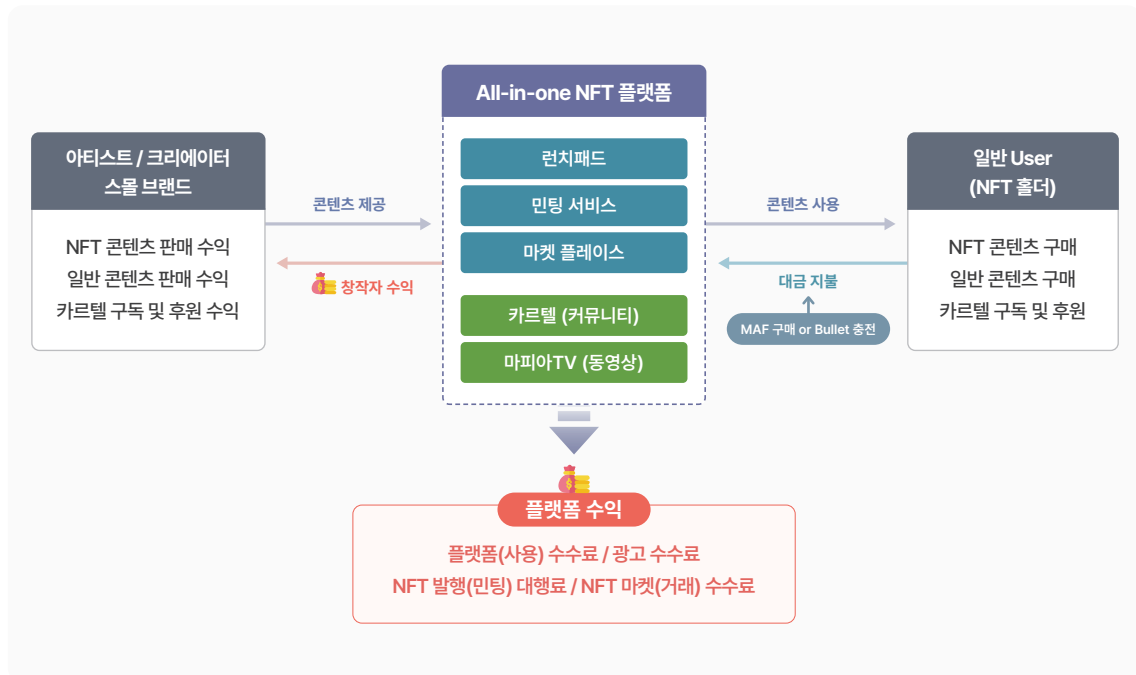 All-in-one NFT 플랫폼
런치패드
민팅 서비스
마켓 플레이스
카르텔 (커뮤니티)
마피아TV (동영상)
아티스트 / 크리에이터
스몰 브랜드
NFT 콘텐츠 판매 수익
일반 콘텐츠 판매 수익
카르텔 구독 및 후원 수익
콘텐츠 제공
창작자 수익
콘텐츠 사용
대금 지불
MAF 구매 or Bullet 충전
일반 User
(NFT 홀더)
NFT 콘텐츠 구매
일반 콘텐츠 구매
카르텔 구독 및 후원
플랫폼 수익
플랫폼(사용) 수수료 / 광고 수수료
NFT 발행(민팅) 대행료 / NFT 마켓(거래) 수수료